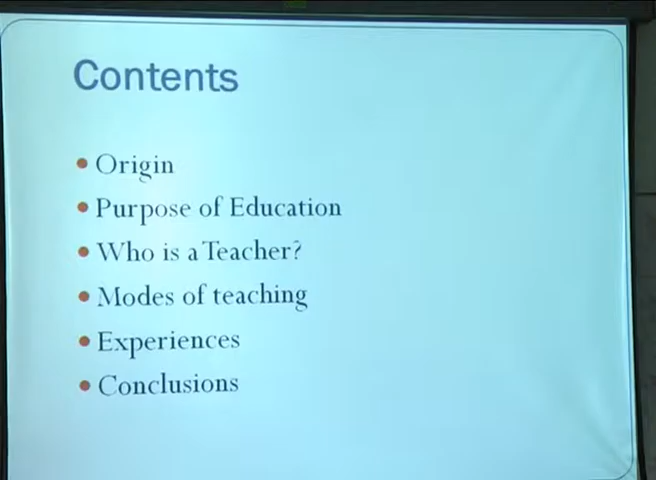 Contents
Origin
Purpose of Education
Who is a Teacher?
Modes of teaching
Experiences
Conclusions